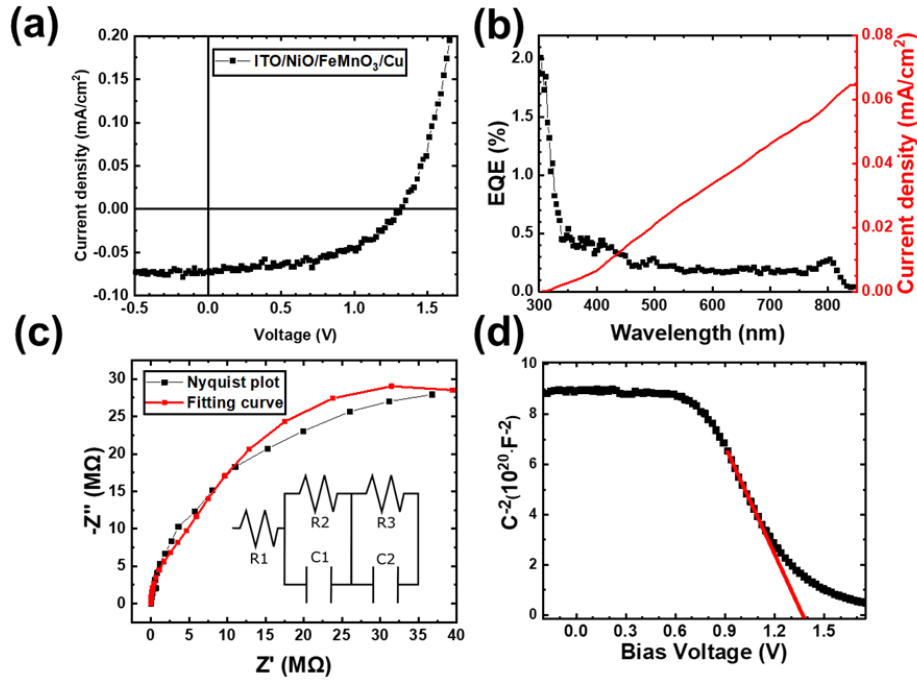 (a)
Current density (mA/cm²)
0.20
0.15
0.10
0.05
0.00
-0.05
-0.10
ITO/NiO/FeMnO₃/Cu
-0.5 0.0 0.5 1.0 1.5
Voltage (V)
(b)
EQE (%)
2.0
1.5
1.0
0.5
0.0
0.08
0.06
0.04
0.02
0.00
Current density (mA/cm²)
300 400 500 600 700 800
Wavelength (nm)
(c)
-Z'' (MΩ)
30
25
20
15
10
5
0
Nyquist plot
Fitting curve
R1
R2
R3
C1
C2
0 5 10 15 20 25 30 35 40
Z' (MΩ)
(d)
C⁻²(10²⁰·F⁻²)
10
8
6
4
2
0
0.0 0.3 0.6 0.9 1.2 1.5
Bias Voltage (V)